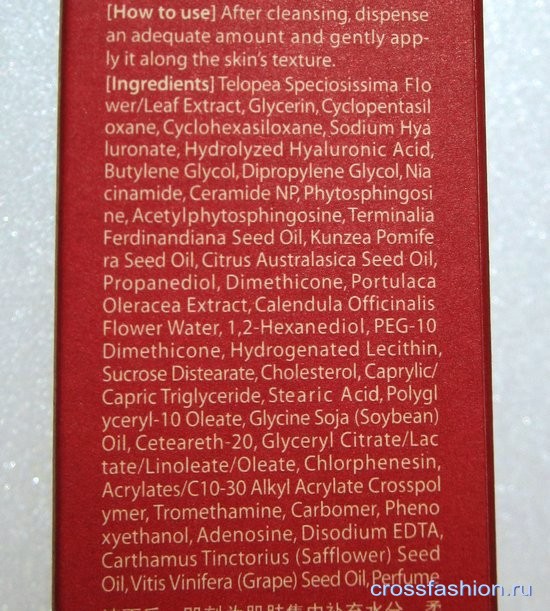 [How to use] After cleansing, dispense
an adequate amount and gently app-
ly it along the skin's texture.
[Ingredients] Telopea Speciosissima Flo
wer/Leaf Extract, Glycerin, Cyclopentasil
oxane, Cyclohexasiloxane, Sodium Hya
luronate, Hydrolyzed Hyaluronic Acid,
Butylene Glycol, Dipropylene Glycol, Nia
cinamide, Ceramide NP, Phytosphingosi
ne, Acetylphytosphingosine, Terminalia
Ferdinandiana Seed Oil, Kunzea Pomife
ra Seed Oil, Citrus Australasica Seed Oil,
Propanediol, Dimethicone, Portulaca
Oleracea Extract, Calendula Officinalis
Flower Water, 1,2-Hexanediol, PEG-10
Dimethicone, Hydrogenated Lecithin,
Sucrose Distearate, Cholesterol, Caprylic/
Capric Triglyceride, Stearic Acid, Polygl
yceryl-10 Oleate, Glycine Soja (Soybean)
Oil, Ceteareth-20, Glyceryl Citrate/Lac
tate/Linoleate/Oleate, Chlorphenesin,
Acrylates/C10-30 Alkyl Acrylate Crosspol
ymer, Tromethamine, Carbomer, Pheno
xyethanol, Adenosine, Disodium EDTA,
Carthamus Tinctorius (Safflower) Seed
Oil, Vitis Vinifera (Grape) Seed Oil, Perfume
crossfashion.ru